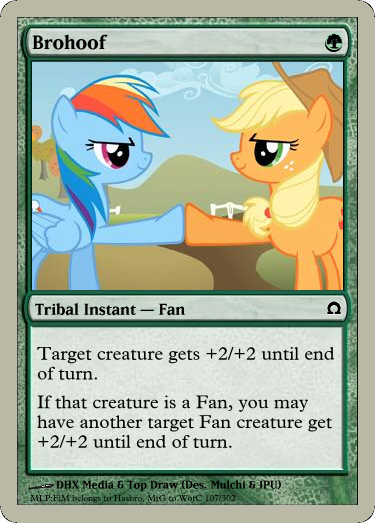 Brohoof
Tribal Instant — Fan
Ω
Target creature gets +2/+2 until end
of turn.
If that creature is a Fan, you may
have another target Fan creature get
+2/+2 until end of turn.
DHX Media & Top Draw (Des. Mulchi & JPU)
MLP:FiM belongs to Hasbro, MtG to WotC 107/302